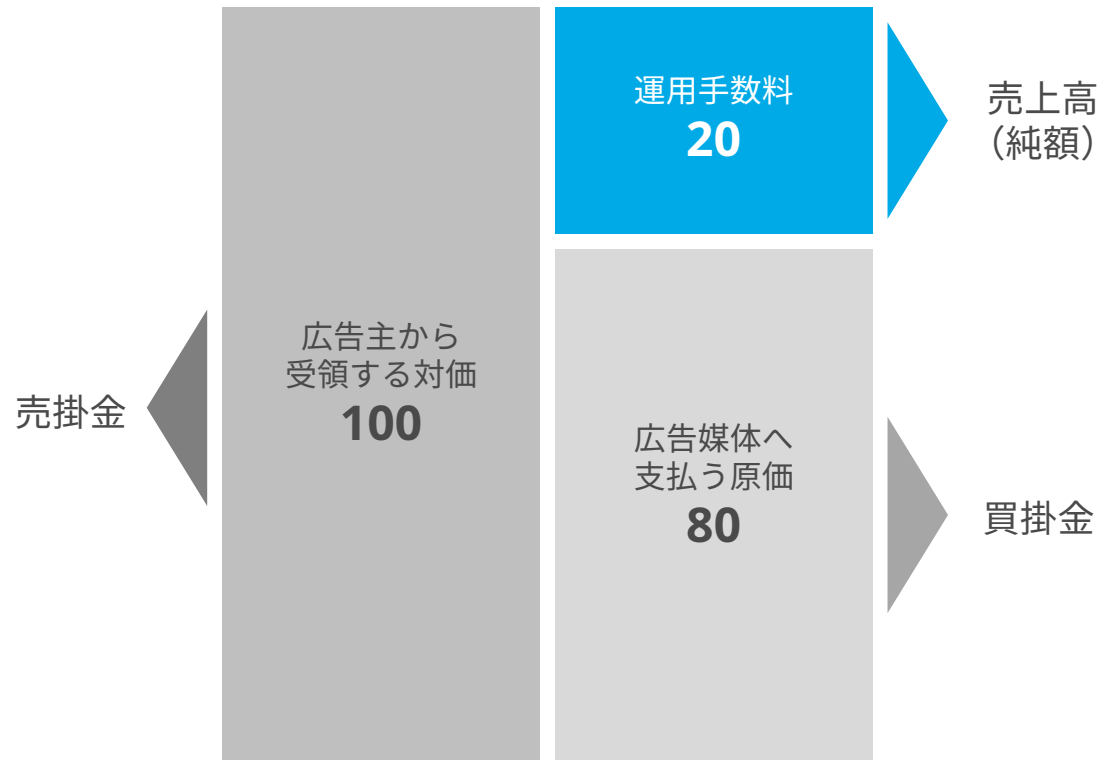 売掛金
広告主から
受領する対価
100
運用手数料
20
売上高
（純額）
広告媒体へ
支払う原価
80
買掛金